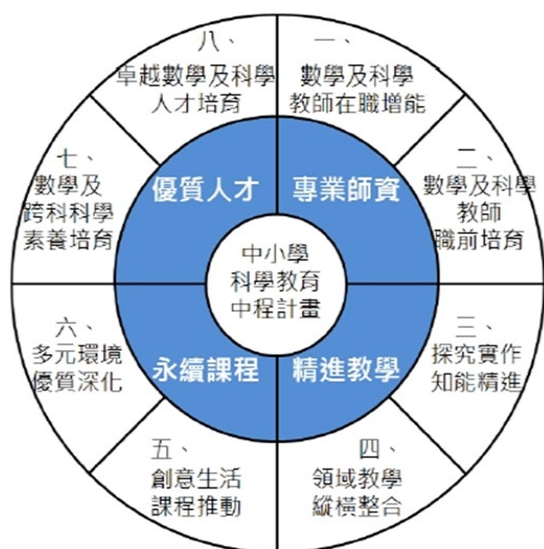 中小學
科學教育
中程計畫
專業師資
精進教學
永續課程
優質人才
一、
數學及科學
教師在職增能
二、
數學及科學
教師
職前培育
三、
探究實作
知能精進
四、
領域教學
縱橫整合
五、
創意生活
課程推動
六、
多元環境
優質深化
七、
數學及
跨科科學
素養培育
八、
卓越數學及科學
人才培育